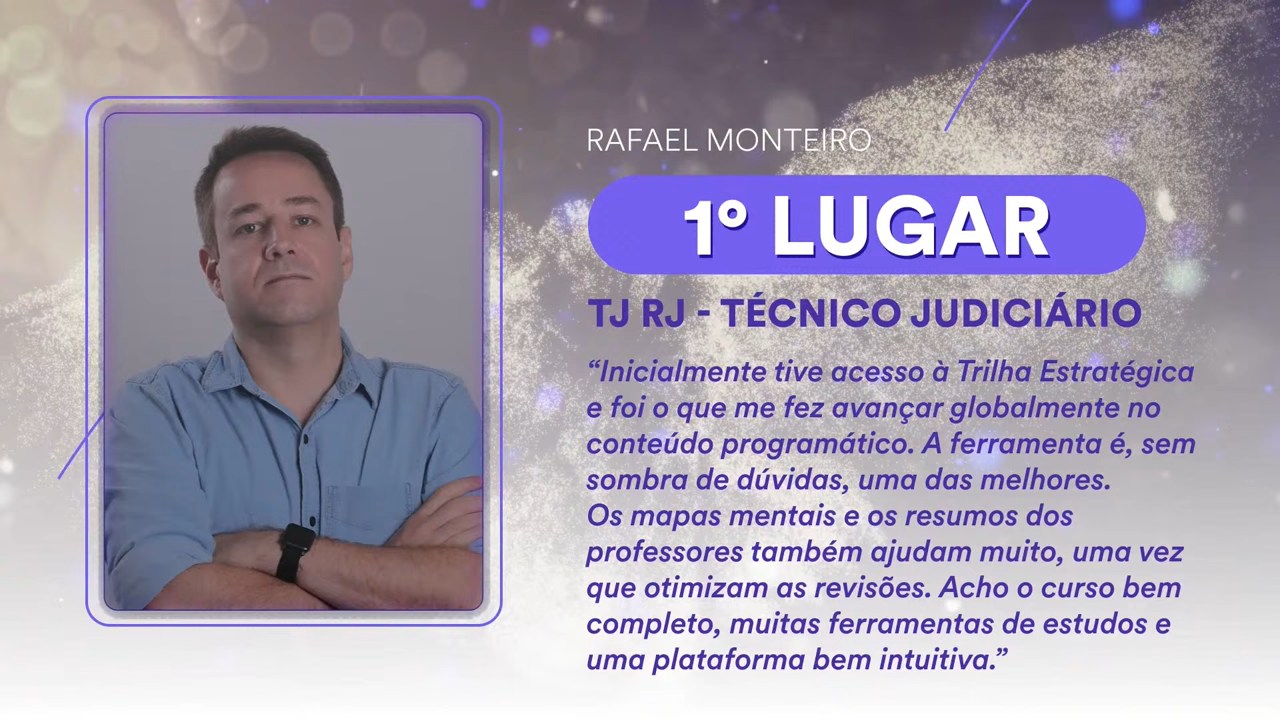 RAFAEL MONTEIRO
1º LUGAR
TJ RJ - TÉCNICO JUDICIÁRIO
“Inicialmente tive acesso à Trilha Estratégica
e foi o que me fez avançar globalmente no
conteúdo programático. A ferramenta é, sem
sombra de dúvidas, uma das melhores.
Os mapas mentais e os resumos dos
professores também ajudam muito, uma vez
que otimizam as revisões. Acho o curso bem
completo, muitas ferramentas de estudos e
uma plataforma bem intuitiva.”